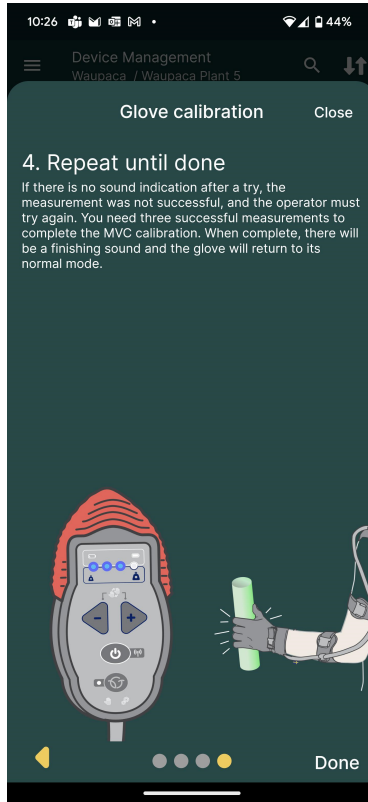 10:26
44%
Device Management
Waupaca / Waupaca Plant 5
Glove calibration
Close
4. Repeat until done
If there is no sound indication after a try, the
measurement was not successful, and the operator must
try again. You need three successful measurements to
complete the MVC calibration. When complete, there will
be a finishing sound and the glove will return to its
normal mode.
- +
Done